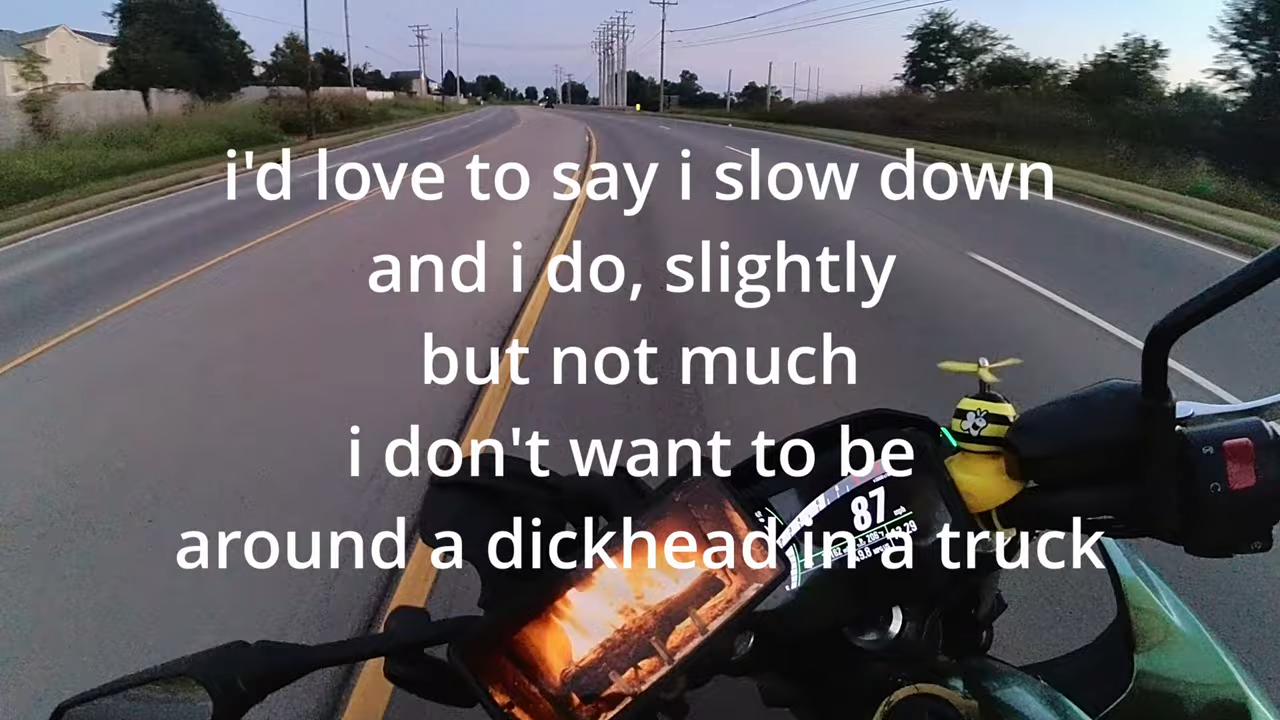 i'd love to say i slow down
and i do, slightly
but not much
i don't want to be
around a dickhead in a truck
87
mph